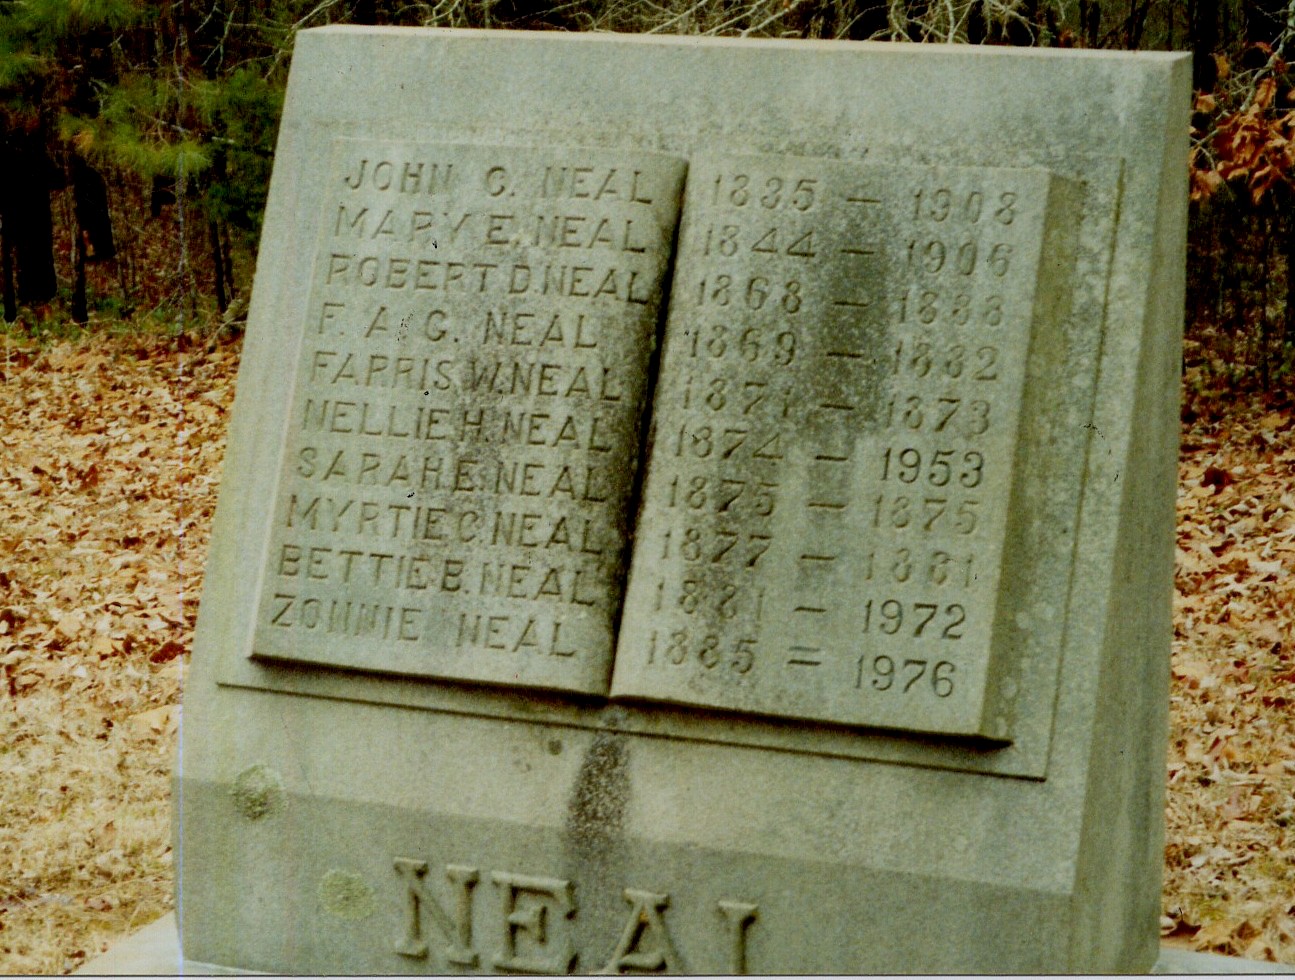 JOHN C. NEAL 1835 – 1908
MARY E. NEAL 1844 – 1906
ROBERT D. NEAL 1868 – 1888
F. A. G. NEAL 1869 – 1882
FARRIS W. NEAL 1871 – 1873
NELLIE H. NEAL 1874 – 1953
SARAH E. NEAL 1875 – 1875
MYRTIE C. NEAL 1877 – 1881
BETTIE B. NEAL 1881 – 1972
ZONNIE NEAL 1885 = 1976
NEAL